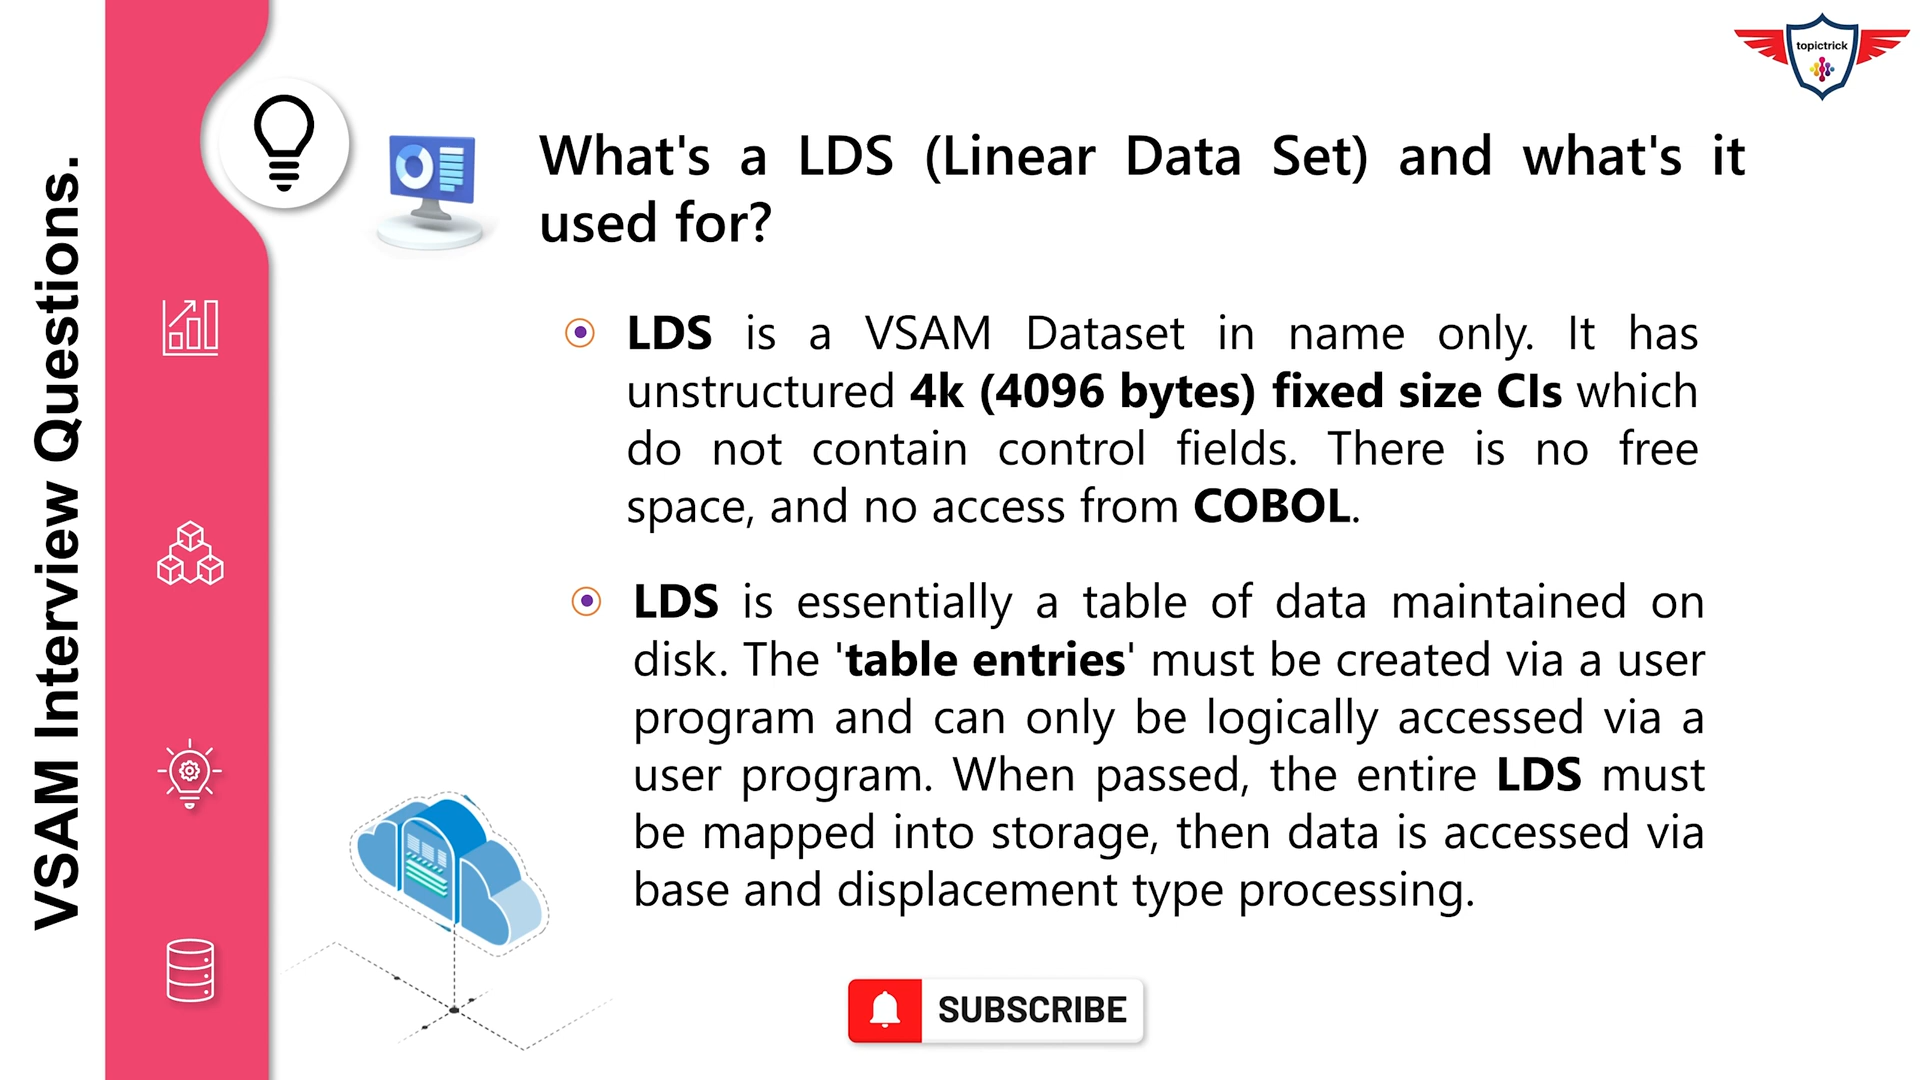 topictrick
VSAM Interview Questions.
What's a LDS (Linear Data Set) and what's it
used for?
LDS is a VSAM Dataset in name only. It has
unstructured 4k (4096 bytes) fixed size CIs which
do not contain control fields. There is no free
space, and no access from COBOL.
LDS is essentially a table of data maintained on
disk. The 'table entries' must be created via a user
program and can only be logically accessed via a
user program. When passed, the entire LDS must
be mapped into storage, then data is accessed via
base and displacement type processing.
SUBSCRIBE